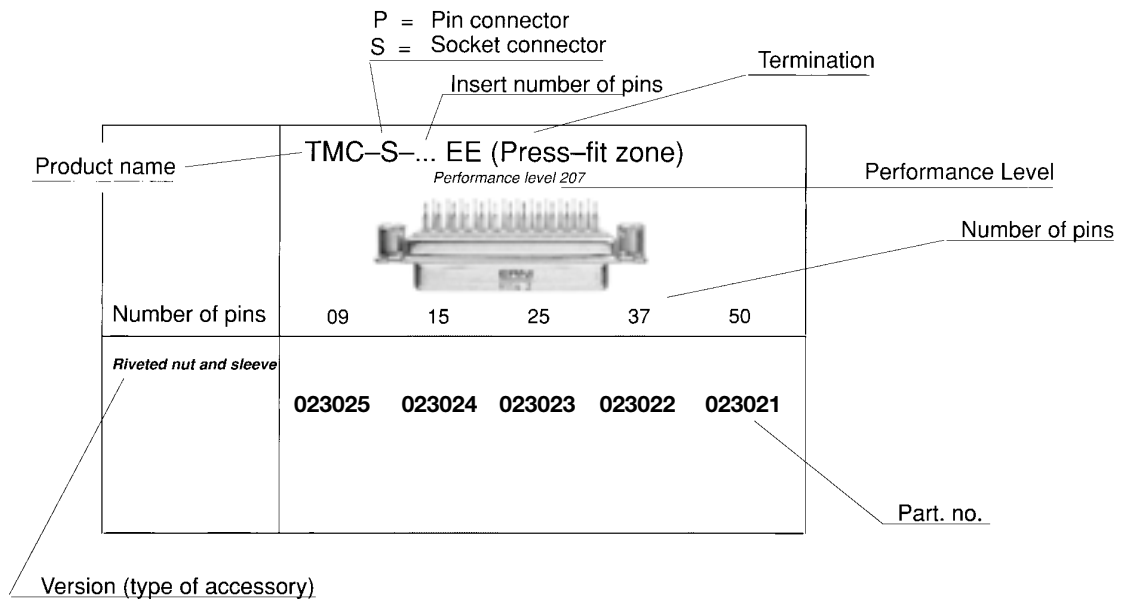 P = Pin connector
S = Socket connector
Termination
Insert number of pins
TMC–S–... EE (Press–fit zone)
Product name
Performance level 207
Performance Level
Number of pins
ERNI
Number of pins 09 15 25 37 50
Riveted nut and sleeve
023025 023024 023023 023022 023021
Part. no.
Version (type of accessory)